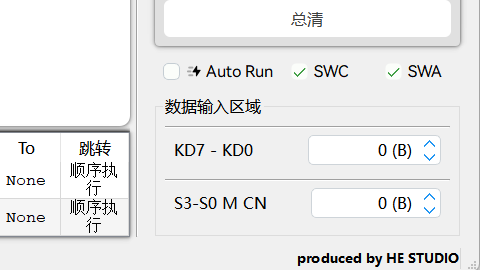 总清
Auto Run SWC SWA
数据输入区域
KD7 - KD0 0 (B)
S3-S0 M CN 0 (B)
To 跳转
None 顺序执
行
None 顺序执
行
produced by HE STUDIO